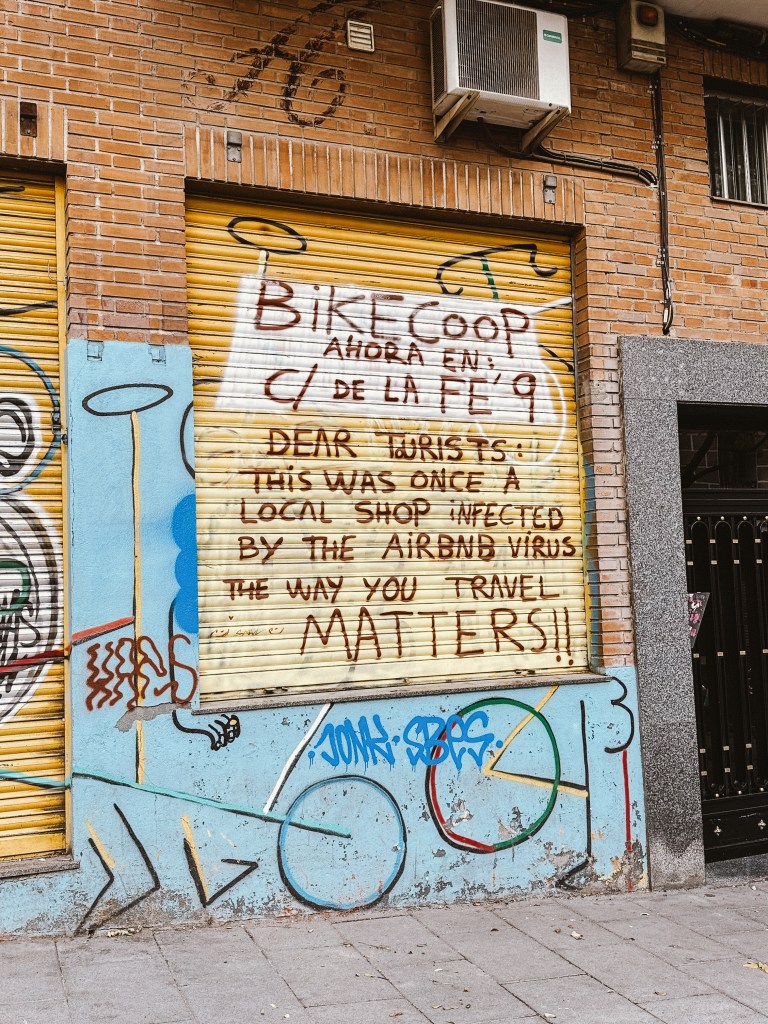 BiKECOOP
AHORA EN:
C/ DE LA FE 9
DEAR TOURISTS:
THIS WAS ONCE A
LOCAL SHOP iNFECTED
BY THE AiRBNB ViRUS
THE WAY YOU TRAVEL
MATTERS!!